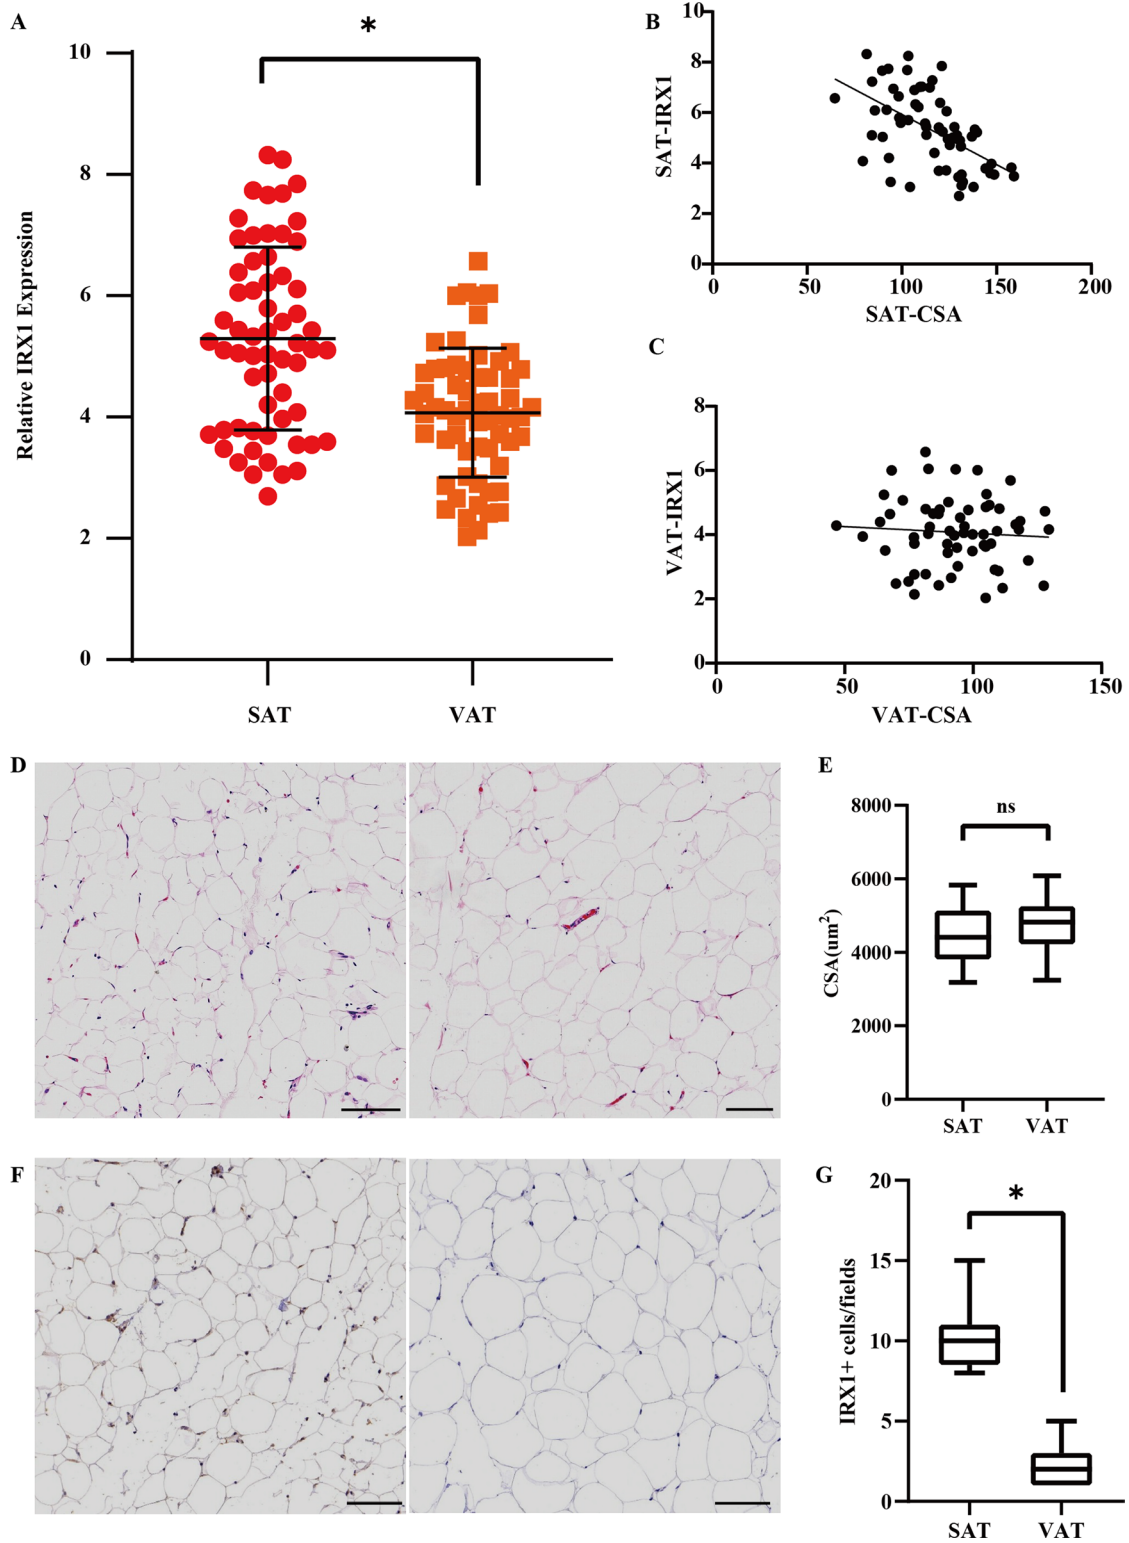 A
*
10
8
6
4
2
0
Relative IRX1 Expression
SAT
VAT
B
10
8
6
4
2
0
SAT-IRX1
0
50
100
150
200
SAT-CSA
C
8
6
4
2
0
VAT-IRX1
0
50
100
150
VAT-CSA
D
E
8000
6000
4000
2000
0
CSA(um²)
ns
SAT
VAT
F
G
20
15
10
5
0
IRX1+ cells/fields
*
SAT
VAT